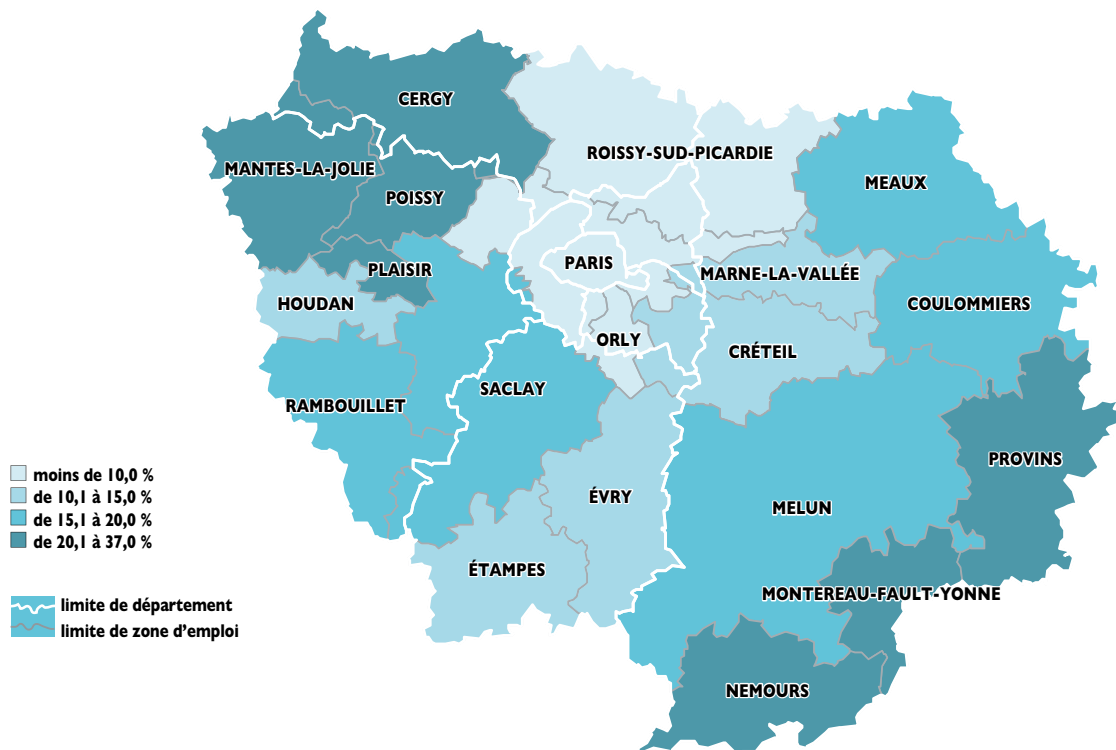 CERGY
ROISSY-SUD-PICARDIE
MANTES-LA-JOLIE
MEAUX
POISSY
PARIS
PLAISIR
MARNE-LA-VALLÉE
HOUDAN
COULOMMIERS
ORLY
CRÉTEIL
SACLAY
RAMBOUILLET
PROVINS
ÉVRY
MELUN
ÉTAMPES
MONTEREAU-FAULT-YONNE
NEMOURS
moins de 10,0 %
de 10,1 à 15,0 %
de 15,1 à 20,0 %
de 20,1 à 37,0 %
limite de département
limite de zone d'emploi